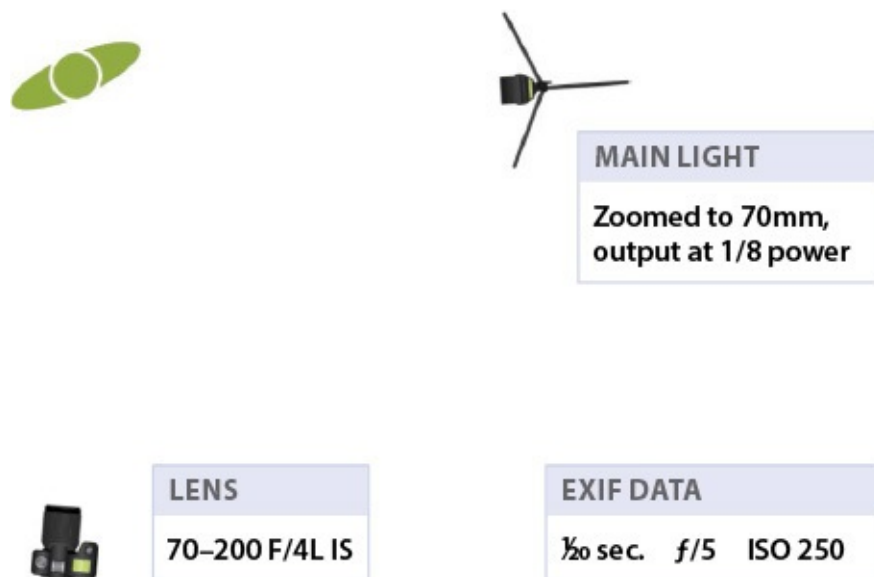 MAIN LIGHT
Zoomed to 70mm,
output at 1/8 power
LENS
70–200 F/4L IS
EXIF DATA
1/20 sec. ƒ/5 ISO 250